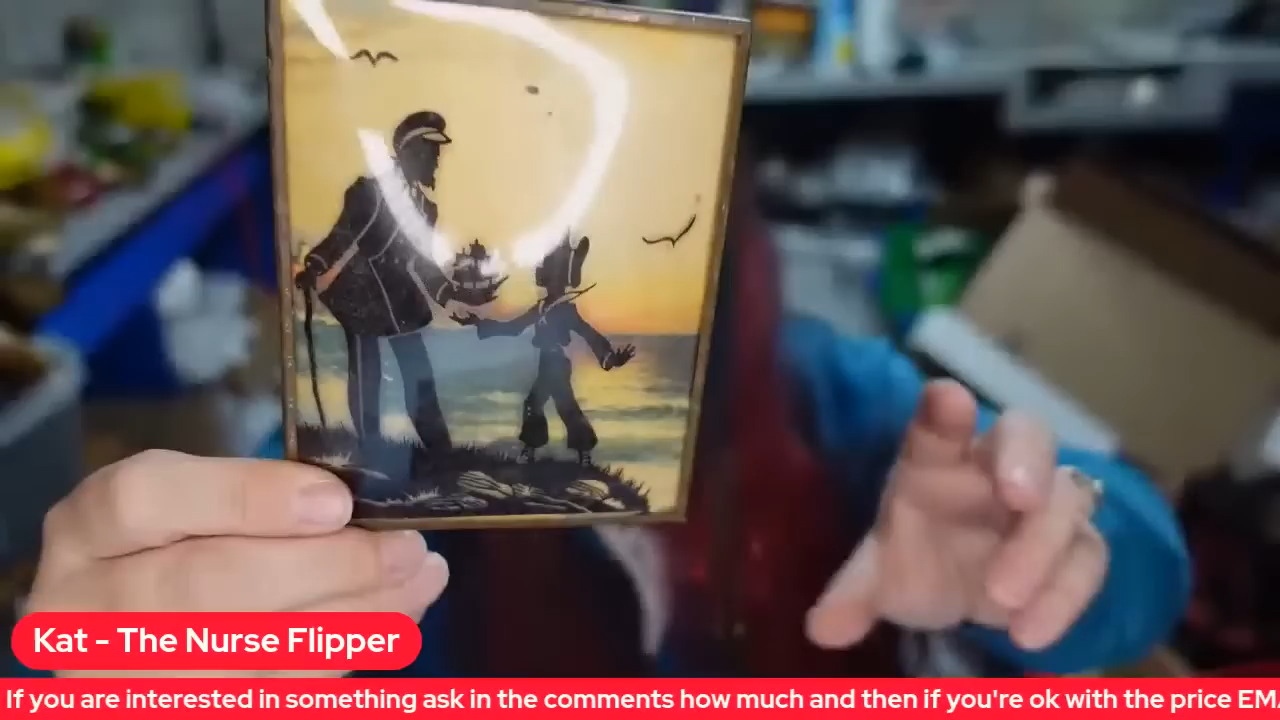 Kat - The Nurse Flipper
If you are interested in something ask in the comments how much and then if you're ok with the price EM